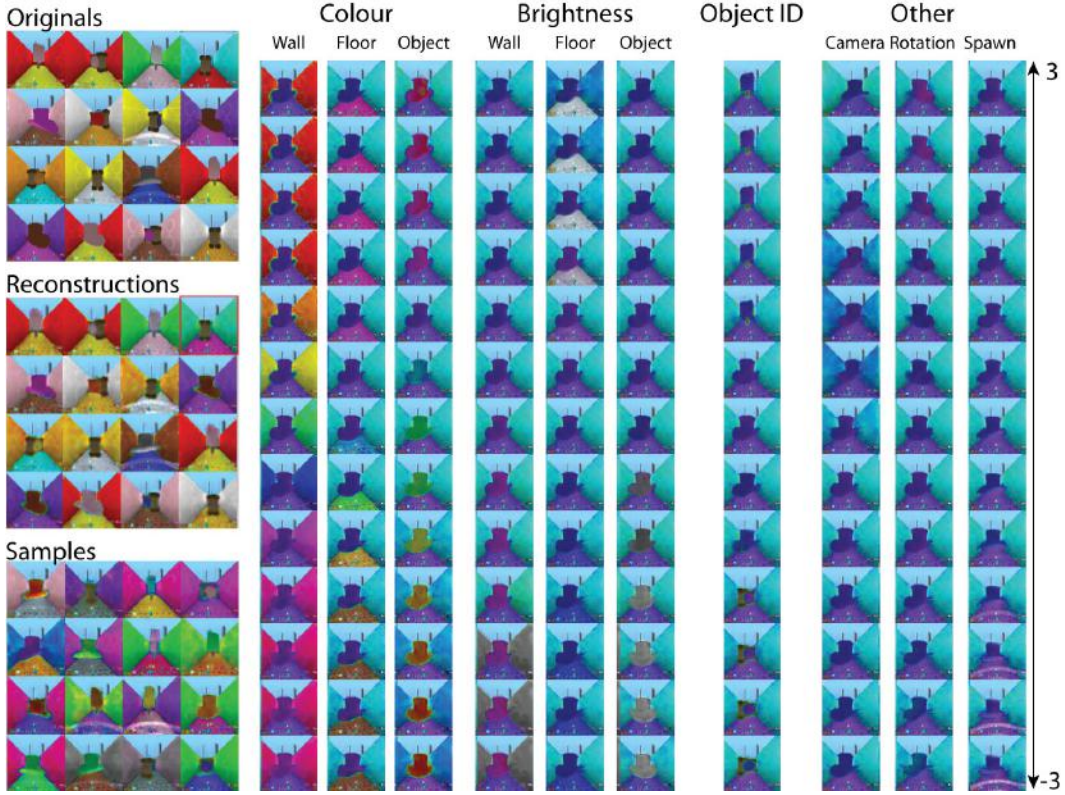 Originals
Reconstructions
Samples
Colour Brightness Object ID Other
Wall Floor Object Wall Floor Object Camera Rotation Spawn
3
-3